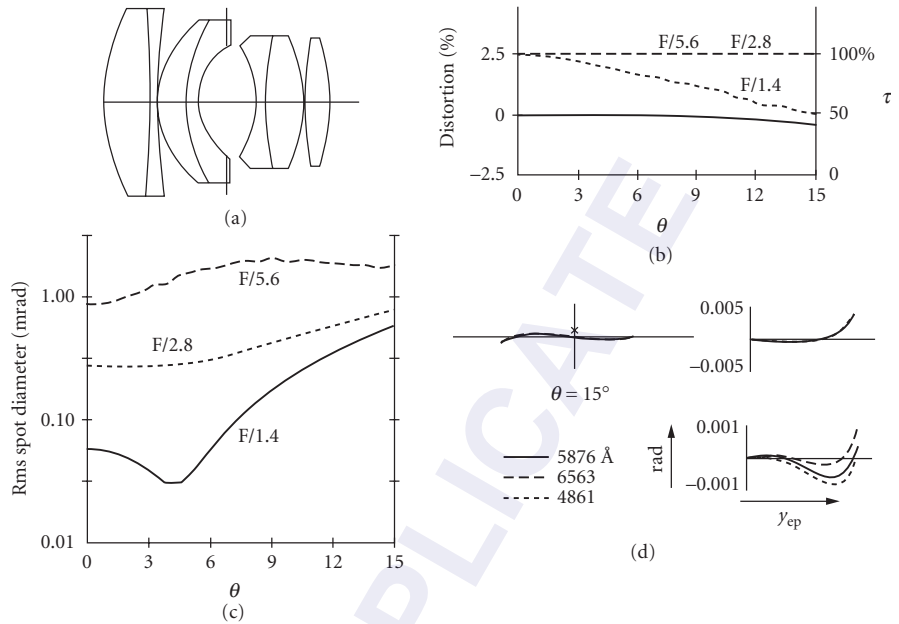 (a)
Distortion (%)
2.5
0
−2.5
F/5.6
F/2.8
F/1.4
100%
50
0
τ
0
3
6
9
12
15
θ
(b)
Rms spot diameter (mrad)
1.00
0.10
0.01
F/5.6
F/2.8
F/1.4
0
3
6
9
12
15
θ
(c)
θ = 15°
0.005
−0.005
5876 Å
6563
4861
rad
0.001
−0.001
yep
(d)
PLICATE